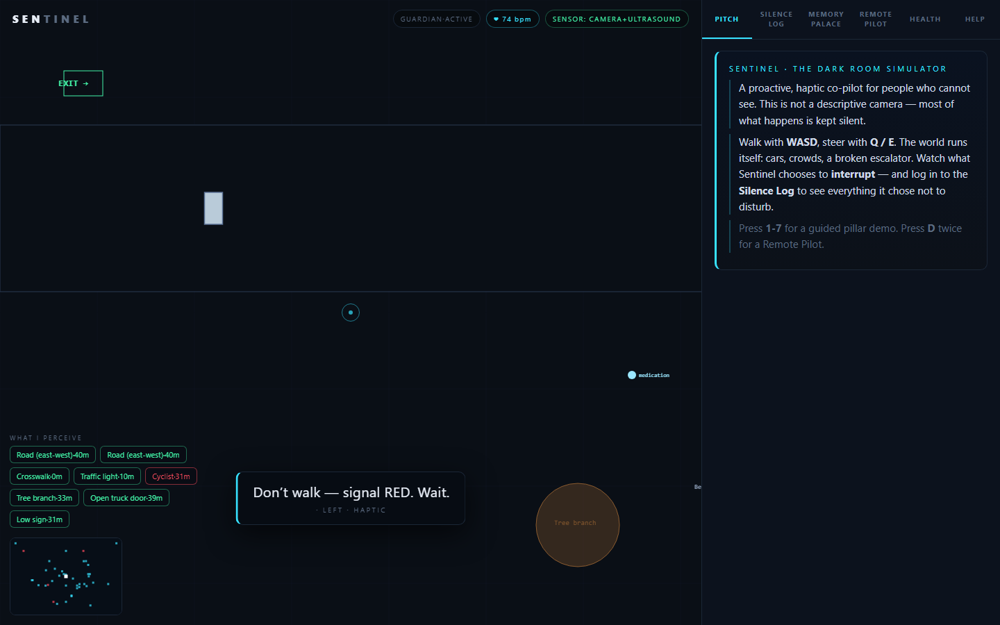 SENTINEL
GUARDIAN·ACTIVE
♥ 74 bpm
SENSOR: CAMERA+ULTRASOUND
PITCH
SILENCE LOG
MEMORY PALACE
REMOTE PILOT
HEALTH
HELP
EXIT →
SENTINEL · THE DARK ROOM SIMULATOR
A proactive, haptic co-pilot for people who cannot
see. This is not a descriptive camera — most of
what happens is kept silent.
Walk with WASD, steer with Q / E. The world runs
itself: cars, crowds, a broken escalator. Watch what
Sentinel chooses to interrupt — and log in to the
Silence Log to see everything it chose not to
disturb.
Press 1-7 for a guided pillar demo. Press D twice
for a Remote Pilot.
medication
WHAT I PERCEIVE
Road (east-west)·40m
Road (east-west)·40m
Crosswalk·0m
Traffic light·10m
Cyclist·31m
Tree branch·33m
Open truck door·39m
Low sign·31m
Don’t walk — signal RED. Wait.
· LEFT · HAPTIC
Be
Tree branch